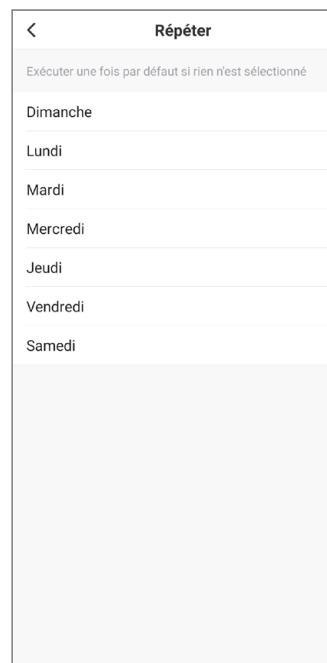 Répéter
Exécuter une fois par défaut si rien n'est sélectionné
Dimanche
Lundi
Mardi
Mercredi
Jeudi
Vendredi
Samedi